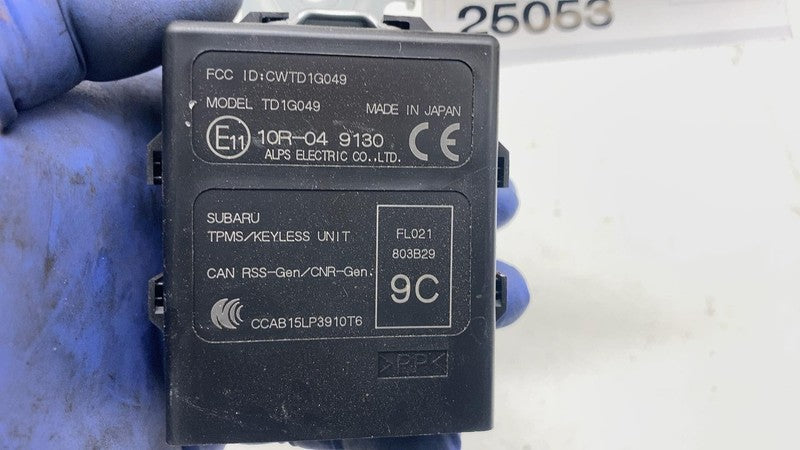 25053
FCC ID:CWTD1G049
MODEL TD1G049 MADE IN JAPAN
E11 10R-04 9130 CE
ALPS ELECTRIC CO.,LTD.
SUBARU
TPMS/KEYLESS UNIT
CAN RSS-Gen/CNR-Gen.
FL021
803B29
9C
CCAB15LP3910T6
>PP<